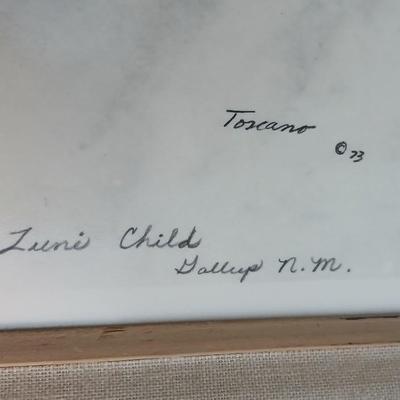 Toscano
© 73
Zuni Child
Gallup N.M.